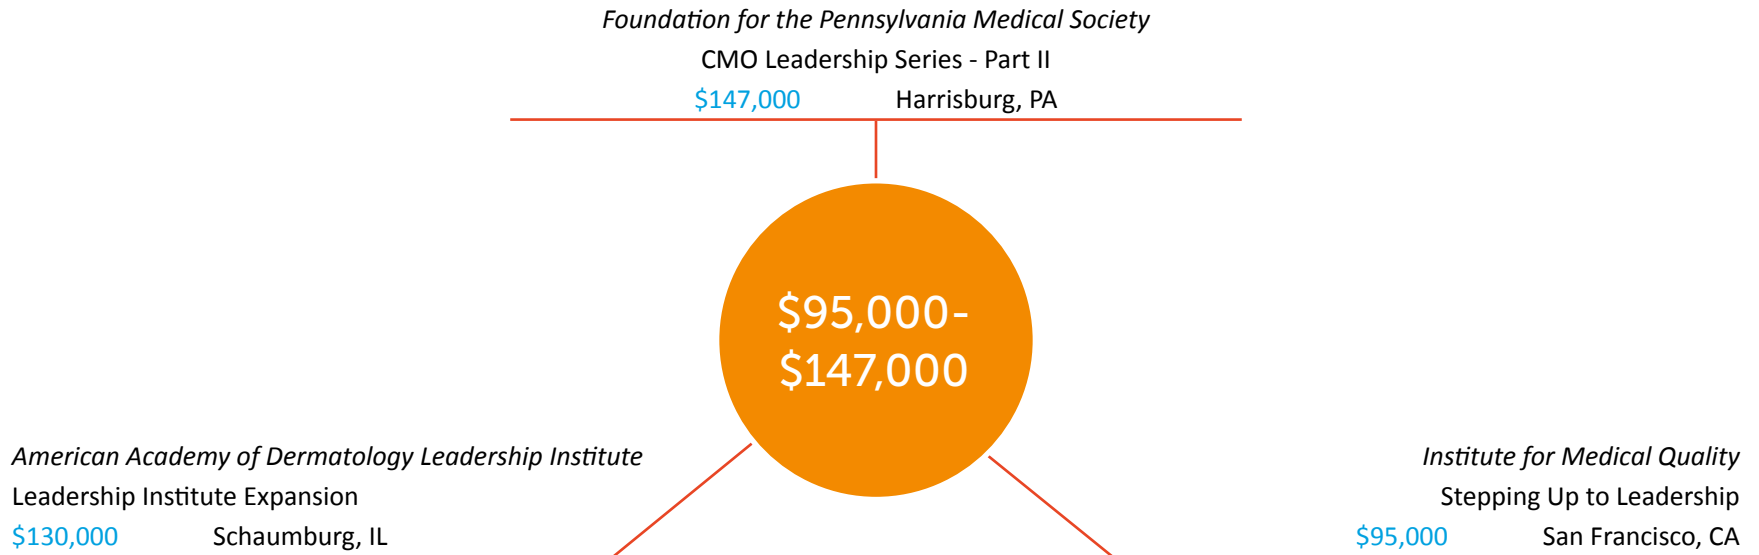 Foundation for the Pennsylvania Medical Society
CMO Leadership Series - Part II
$147,000 Harrisburg, PA
$95,000-
$147,000
American Academy of Dermatology Leadership Institute
Leadership Institute Expansion
$130,000 Schaumburg, IL
Institute for Medical Quality
Stepping Up to Leadership
$95,000 San Francisco, CA